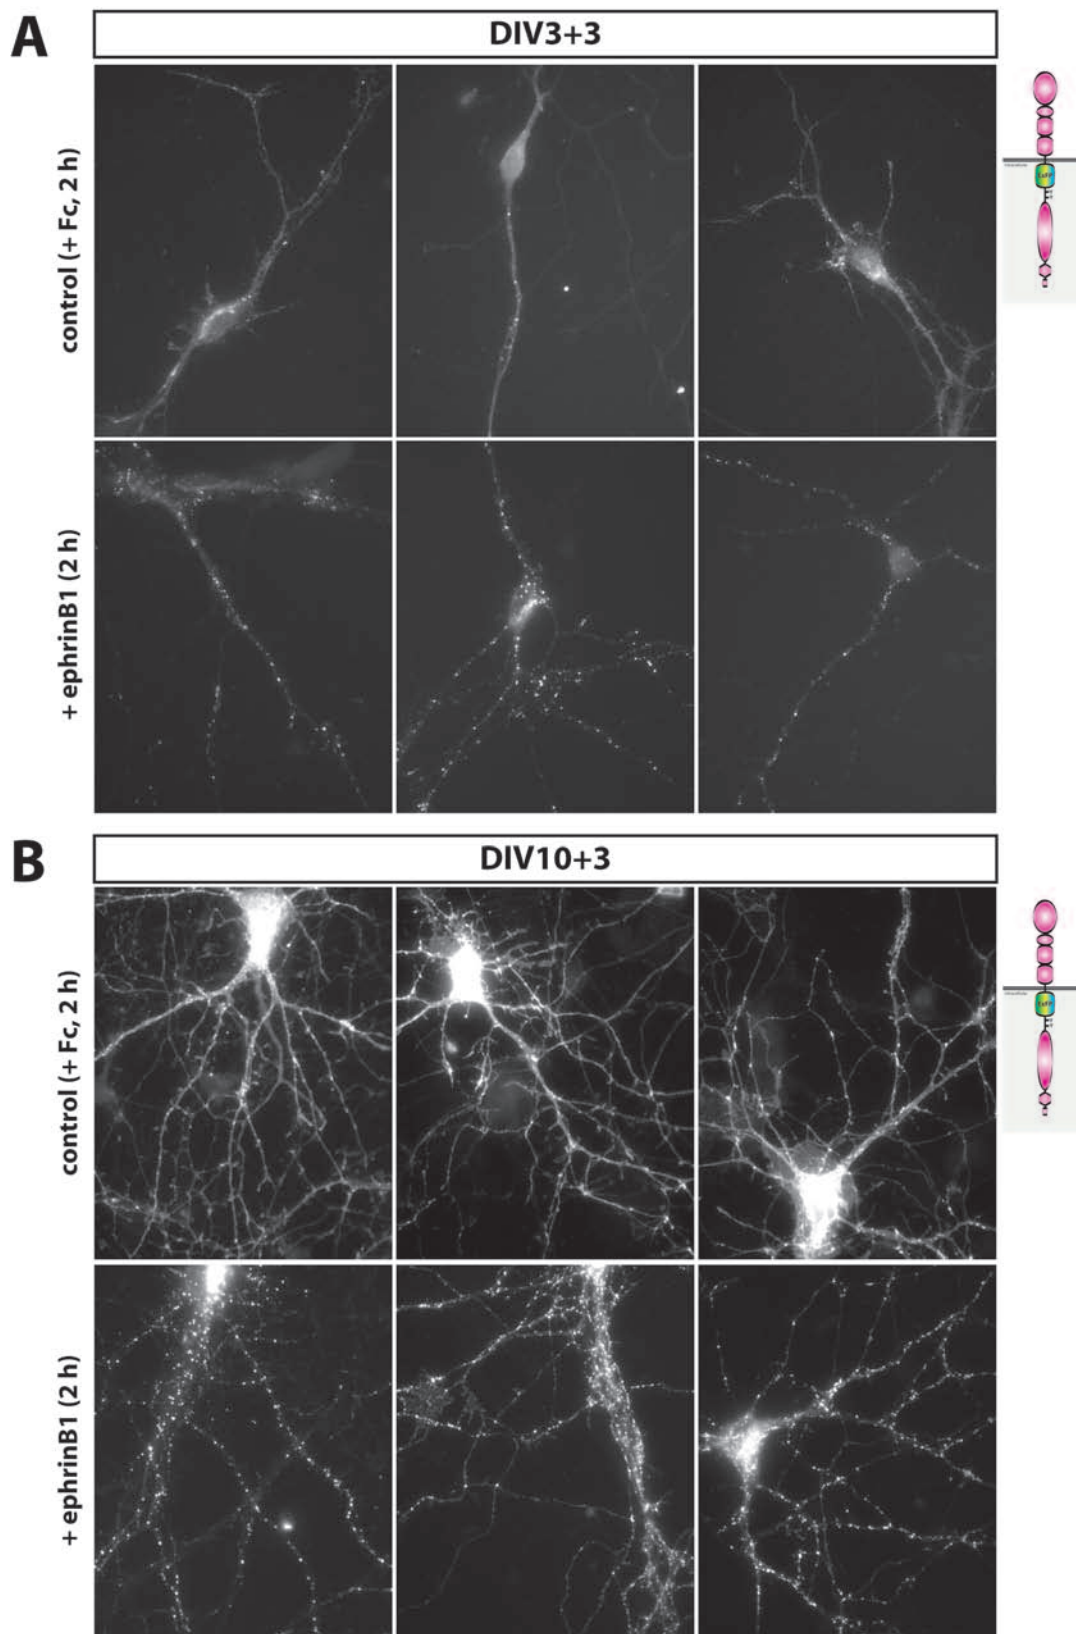 A
DIV3+3
control (+ Fc, 2 h)
+ ephrinB1 (2 h)
B
DIV10+3
control (+ Fc, 2 h)
+ ephrinB1 (2 h)